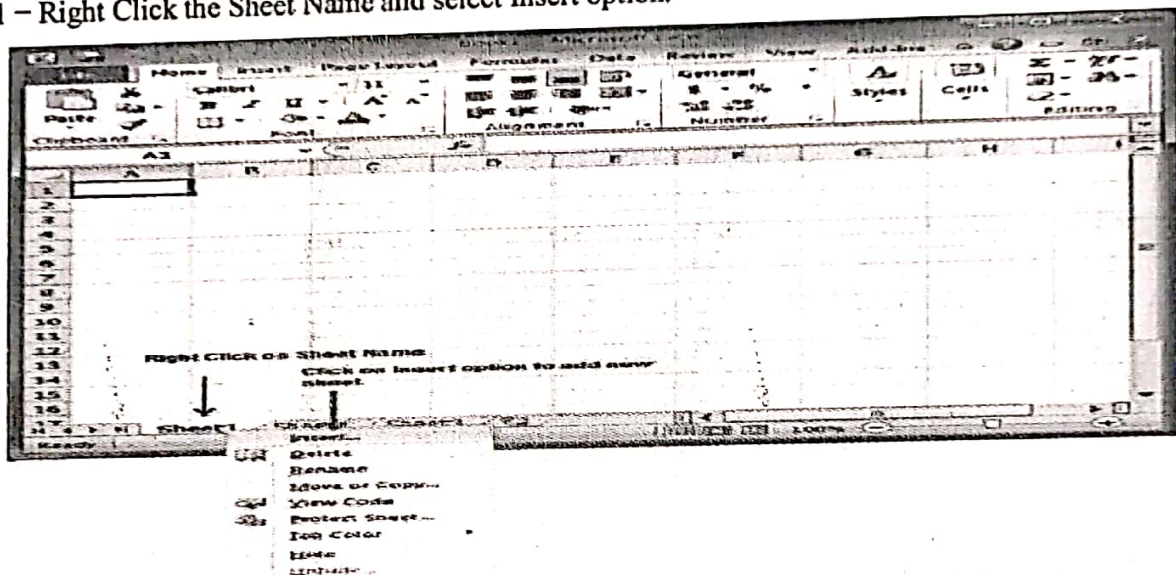 1 – Right Click the Sheet Name and select Insert option.
Home Insert Page Layout Formulas Data Review View Add-Ins
Calibri 11 General
Paste Styles Cells
Clipboard Font Alignment Number Editing
A1
A B C D E F G H I
1
2
3
4
5
6
7
8
9
10
11
12
13
14
15
16
Right Click on Sheet Name
Click on Insert option to add new
sheet.
Sheet1
Ready 100%
Insert...
Delete
Rename
Move or Copy...
View Code
Protect Sheet...
Tab Color
Hide
Unhide...